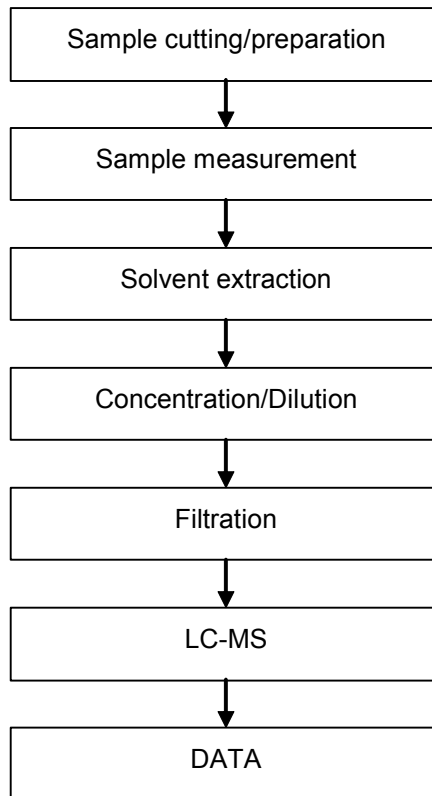 Sample cutting/preparation
Sample measurement
Solvent extraction
Concentration/Dilution
Filtration
LC-MS
DATA